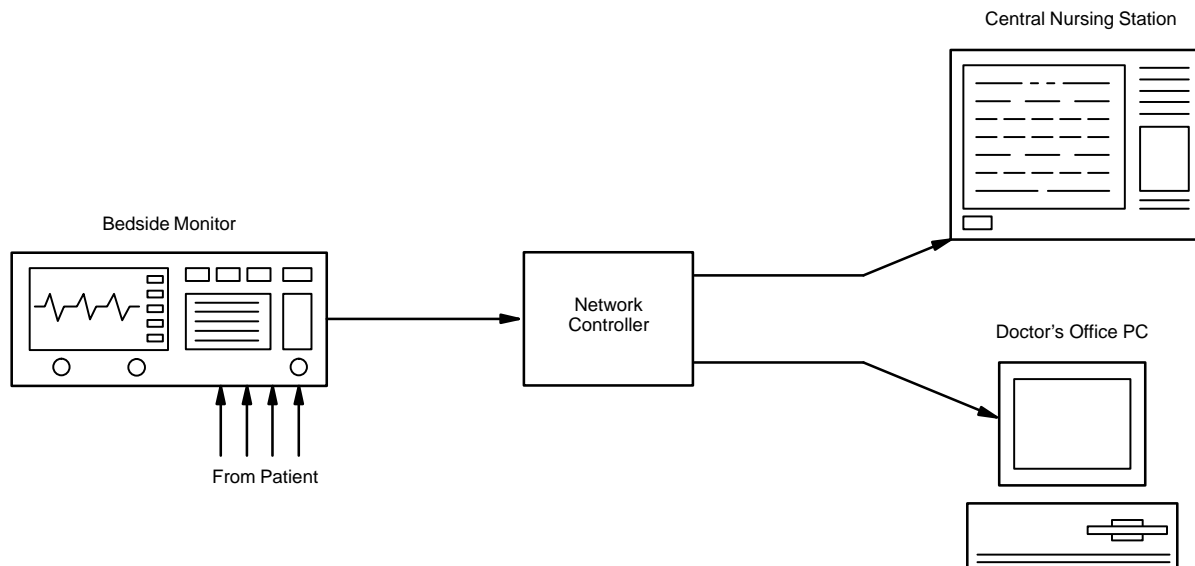 Central Nursing Station
Bedside Monitor
Network
Controller
Doctor’s Office PC
From Patient